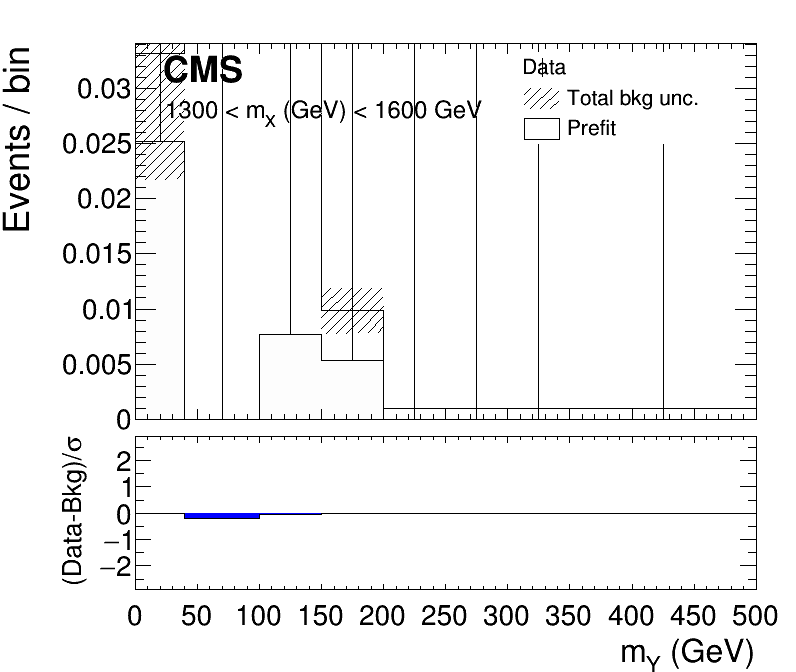 CMS
1300 < mX (GeV) < 1600 GeV
Data
Total bkg unc.
Prefit
Events / bin
0.03
0.025
0.02
0.015
0.01
0.005
0
(Data-Bkg)/σ
2
1
0
−1
−2
0 50 100 150 200 250 300 350 400 450 500
mY (GeV)